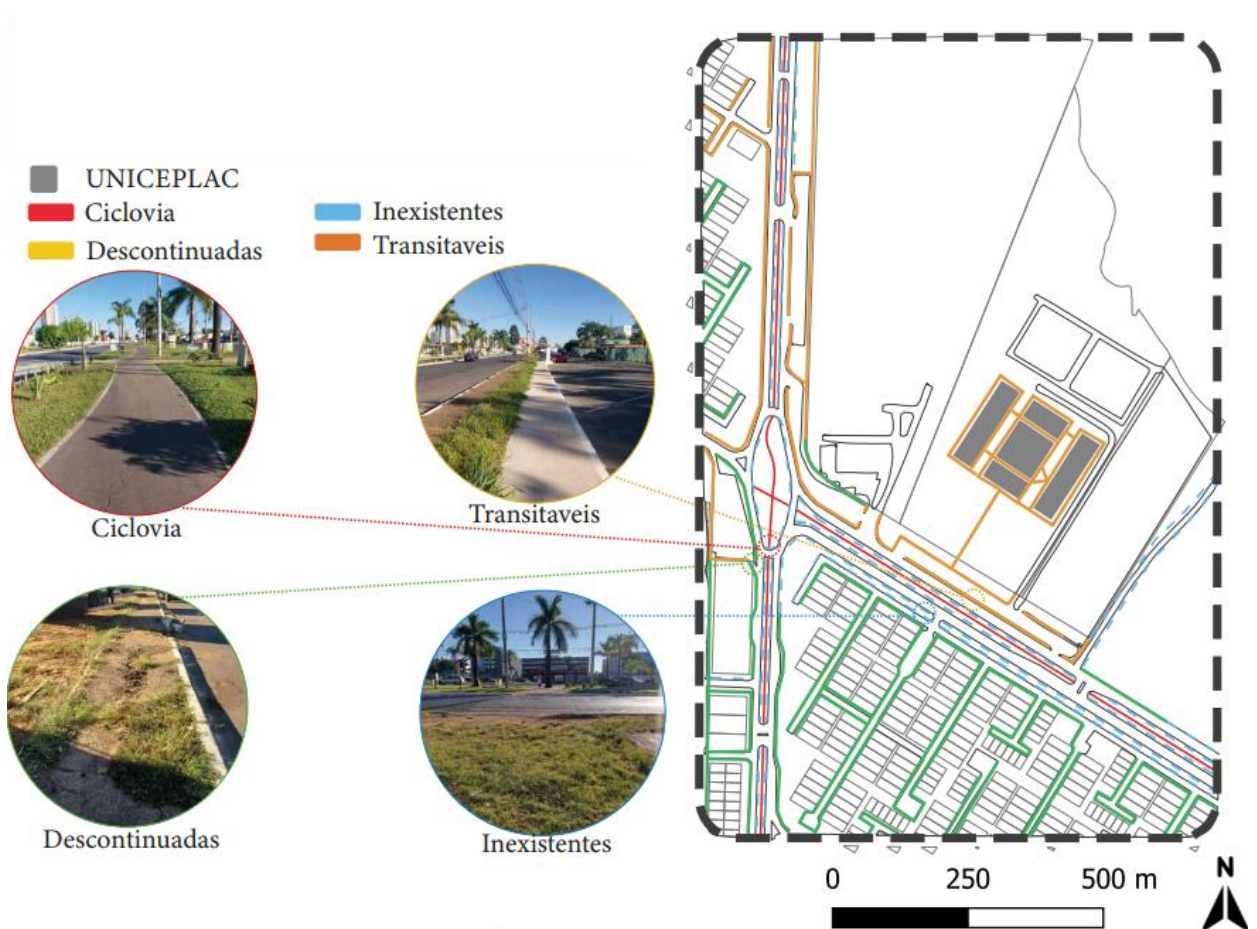 UNICEPLAC
Ciclovia
Descontinuadas
Inexistentes
Transitaveis
Ciclovia
Transitaveis
Descontinuadas
Inexistentes
0 250 500 m
N